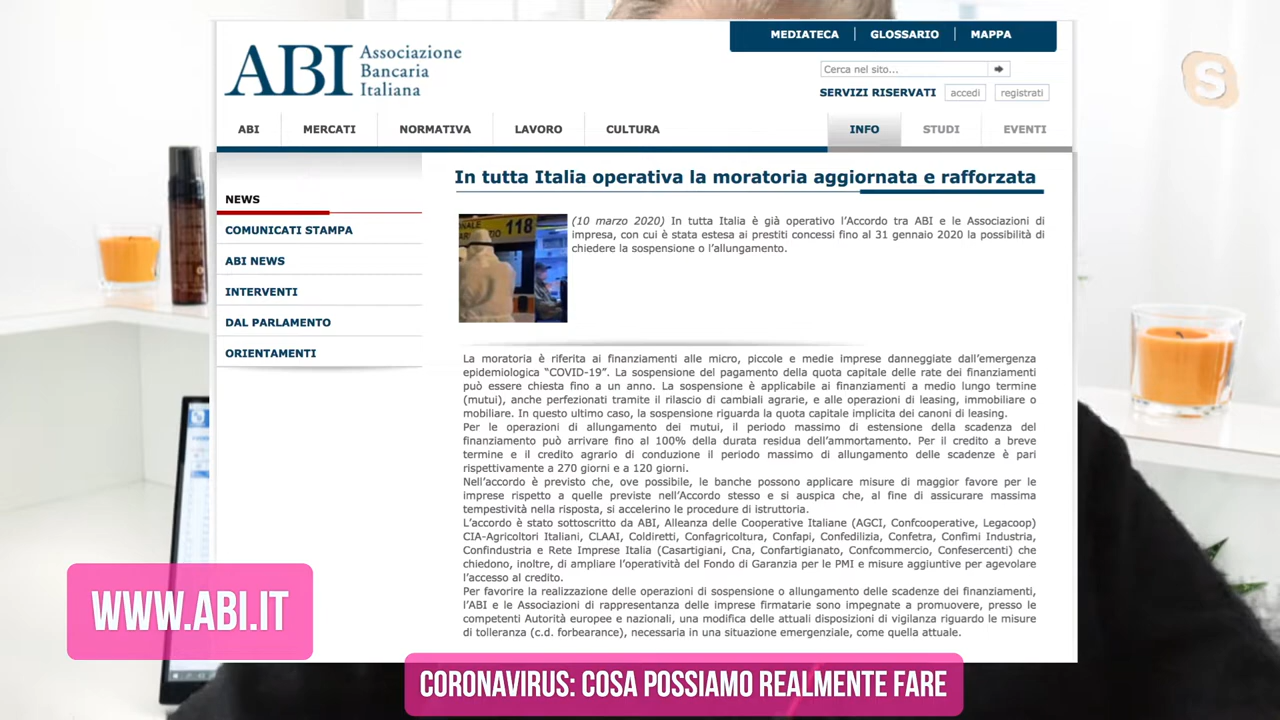 ABI
Associazione
Bancaria
Italiana
MEDIATECA
GLOSSARIO
MAPPA
Cerca nel sito...
SERVIZI RISERVATI
accedi
registrati
ABI
MERCATI
NORMATIVA
LAVORO
CULTURA
INFO
STUDI
EVENTI
NEWS
COMUNICATI STAMPA
ABI NEWS
INTERVENTI
DAL PARLAMENTO
ORIENTAMENTI
In tutta Italia operativa la moratoria aggiornata e rafforzata
NALE 118
ZIO
(10 marzo 2020) In tutta Italia è già operativo l’Accordo tra ABI e le Associazioni di
impresa, con cui è stata estesa ai prestiti concessi fino al 31 gennaio 2020 la possibilità di
chiedere la sospensione o l’allungamento.
La moratoria è riferita ai finanziamenti alle micro, piccole e medie imprese danneggiate dall’emergenza
epidemiologica “COVID-19”. La sospensione del pagamento della quota capitale delle rate dei finanziamenti
può essere chiesta fino a un anno. La sospensione è applicabile ai finanziamenti a medio lungo termine
(mutui), anche perfezionati tramite il rilascio di cambiali agrarie, e alle operazioni di leasing, immobiliare o
mobiliare. In questo ultimo caso, la sospensione riguarda la quota capitale implicita dei canoni di leasing.
Per le operazioni di allungamento dei mutui, il periodo massimo di estensione della scadenza del
finanziamento può arrivare fino al 100% della durata residua dell’ammortamento. Per il credito a breve
termine e il credito agrario di conduzione il periodo massimo di allungamento delle scadenze è pari
rispettivamente a 270 giorni e a 120 giorni.
Nell’accordo è previsto che, ove possibile, le banche possono applicare misure di maggior favore per le
imprese rispetto a quelle previste nell’Accordo stesso e si auspica che, al fine di assicurare massima
tempestività nella risposta, si accelerino le procedure di istruttoria.
L’accordo è stato sottoscritto da ABI, Alleanza delle Cooperative Italiane (AGCI, Confcooperative, Legacoop)
CIA-Agricoltori Italiani, CLAAI, Coldiretti, Confagricoltura, Confapi, Confedilizia, Confetra, Confimi Industria,
Confindustria e Rete Imprese Italia (Casartigiani, Cna, Confartigianato, Confcommercio, Confesercenti) che
chiedono, inoltre, di ampliare l’operatività del Fondo di Garanzia per le PMI e misure aggiuntive per agevolare
l’accesso al credito.
Per favorire la realizzazione delle operazioni di sospensione o allungamento delle scadenze dei finanziamenti,
l’ABI e le Associazioni di rappresentanza delle imprese firmatarie sono impegnate a promuovere, presso le
competenti Autorità europee e nazionali, una modifica delle attuali disposizioni di vigilanza riguardo le misure
di tolleranza (c.d. forbearance), necessaria in una situazione emergenziale, come quella attuale.
WWW.ABI.IT
CORONAVIRUS: COSA POSSIAMO REALMENTE FARE